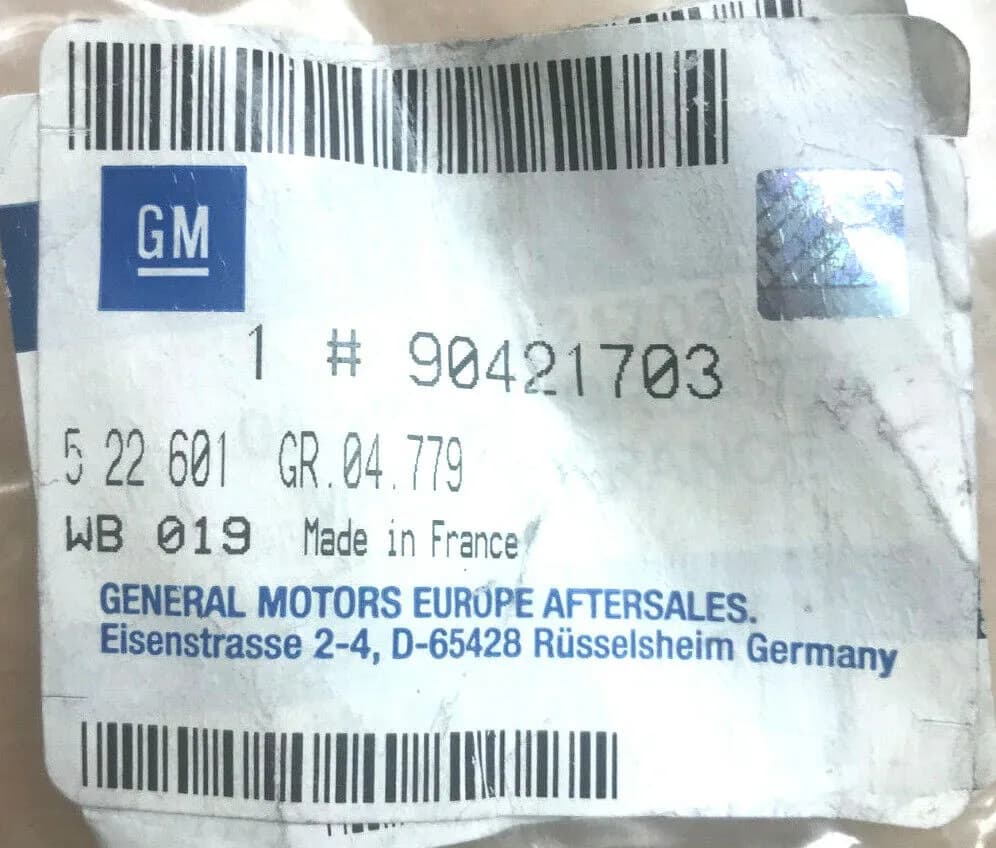 GM
1 # 90421703
5 22 601 GR.04.779
WB 019 Made in France
GENERAL MOTORS EUROPE AFTERSALES.
Eisenstrasse 2-4, D-65428 Rüsselsheim Germany